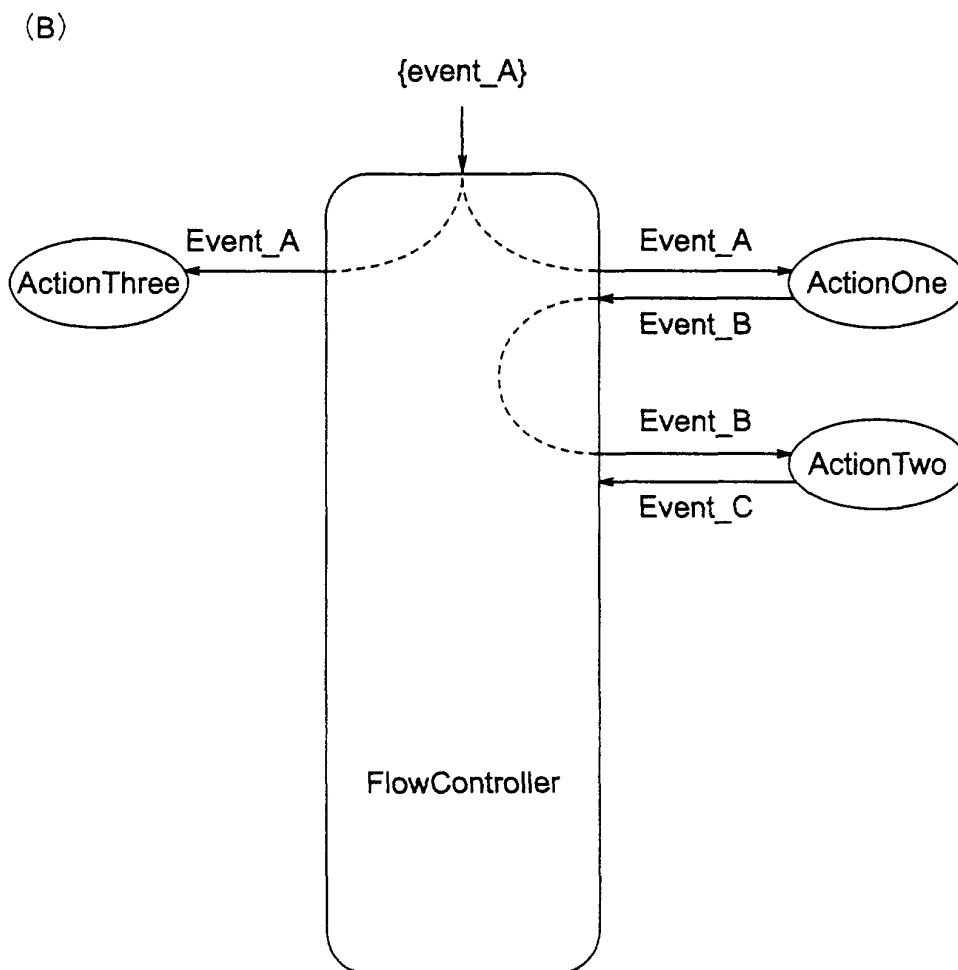 (B)
{event_A}
Event_A
Event_A
ActionThree
ActionOne
Event_B
Event_B
ActionTwo
Event_C
FlowController